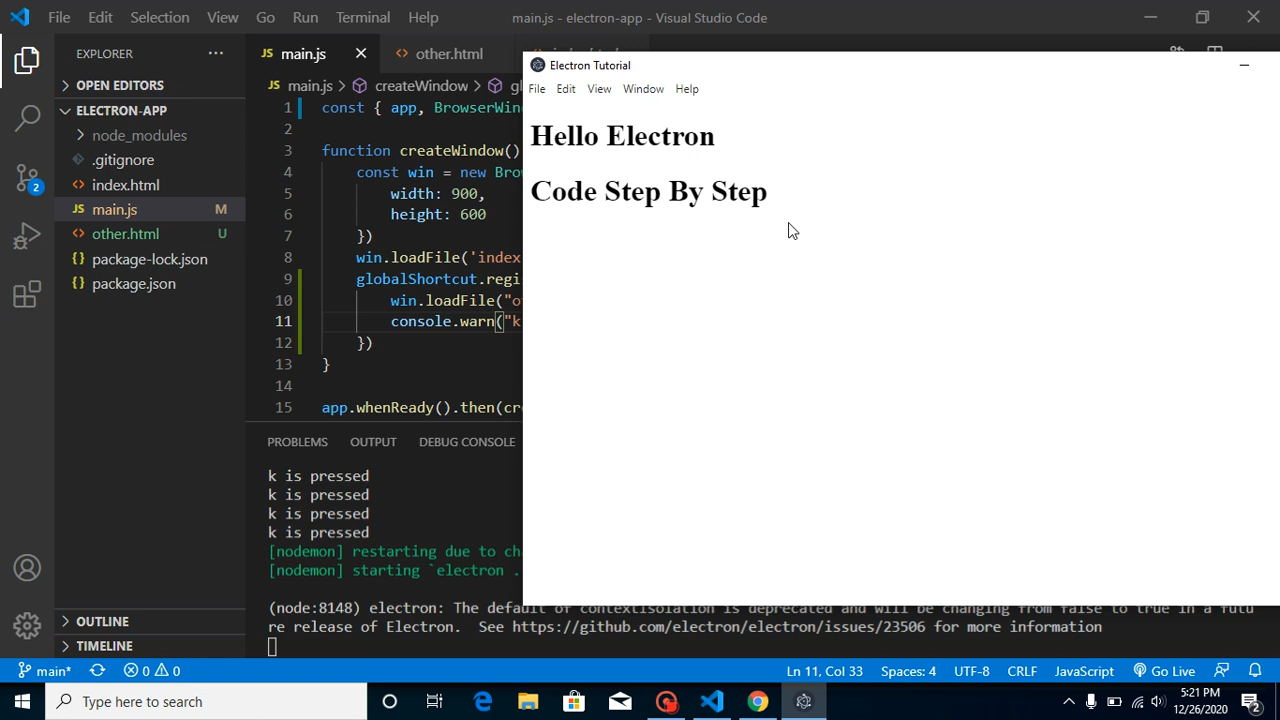 File Edit Selection View Go Run Terminal Help
main.js - electron-app - Visual Studio Code
EXPLORER
OPEN EDITORS
ELECTRON-APP
node_modules
.gitignore
index.html
main.js M
other.html U
package-lock.json
package.json
OUTLINE
TIMELINE
2
JS main.js
other.html
JS main.js > createWindow >
1 const { app, BrowserWin
2
3 function createWindow()
4 const win = new Bro
5 width: 900,
6 height: 600
7 })
8 win.loadFile('index
9 globalShortcut.regi
10 win.loadFile("o
11 console.warn("k
12 })
13 }
14
15 app.whenReady().then(cr
PROBLEMS OUTPUT DEBUG CONSOLE
k is pressed
k is pressed
k is pressed
k is pressed
[nodemon] restarting due to ch
[nodemon] starting `electron .
(node:8148) electron: The default of contextIsolation is deprecated and will be changing from false to true in a futu
re release of Electron. See https://github.com/electron/electron/issues/23506 for more information
Electron Tutorial
File Edit View Window Help
Hello Electron
Code Step By Step
main* 0 0
Ln 11, Col 33 Spaces: 4 UTF-8 CRLF JavaScript Go Live
Type here to search
5:21 PM
12/26/2020
2